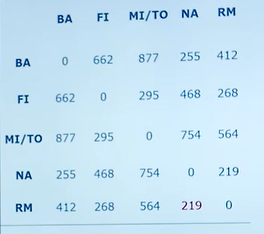 BA FI MI/TO NA RM
BA 0 662 877 255 412
FI 662 0 295 468 268
MI/TO 877 295 0 754 564
NA 255 468 754 0 219
RM 412 268 564 219 0